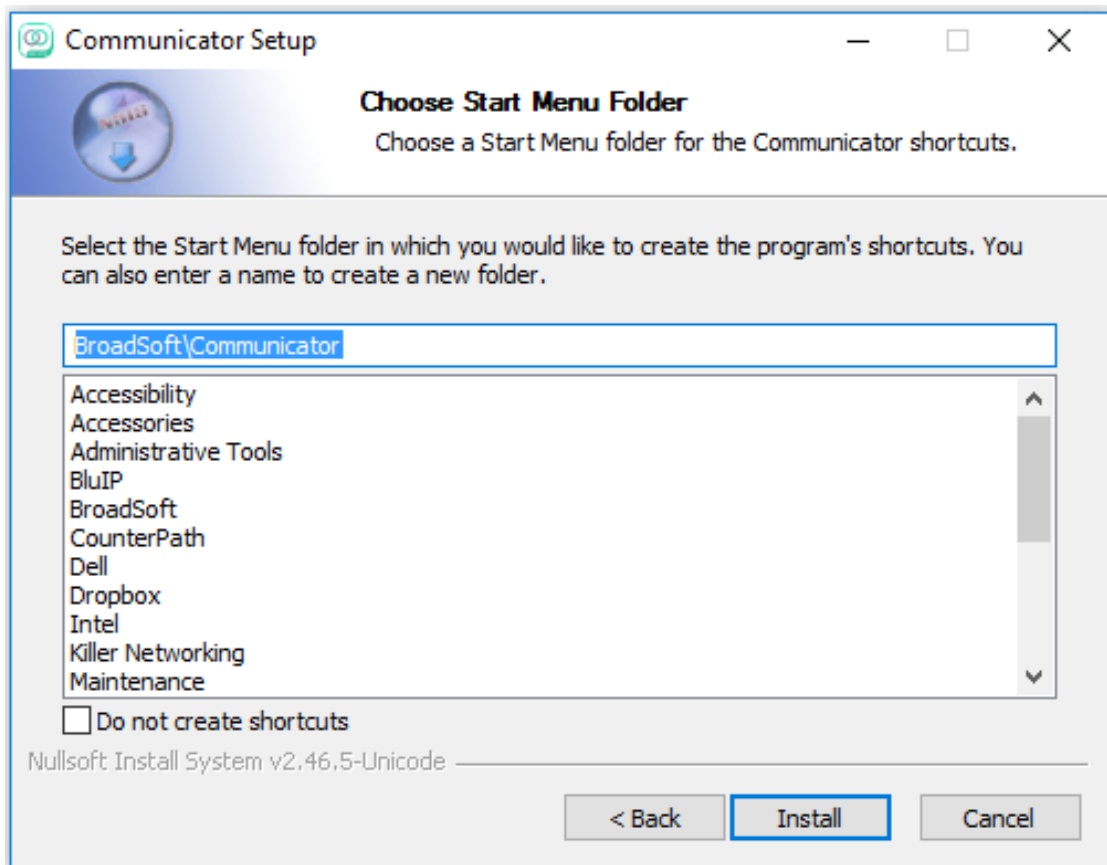 Communicator Setup
Choose Start Menu Folder
Choose a Start Menu folder for the Communicator shortcuts.
Select the Start Menu folder in which you would like to create the program's shortcuts. You
can also enter a name to create a new folder.
BroadSoft\Communicator
Accessibility
Accessories
Administrative Tools
BluIP
BroadSoft
CounterPath
Dell
Dropbox
Intel
Killer Networking
Maintenance
Do not create shortcuts
Nullsoft Install System v2.46.5-Unicode
< Back Install Cancel